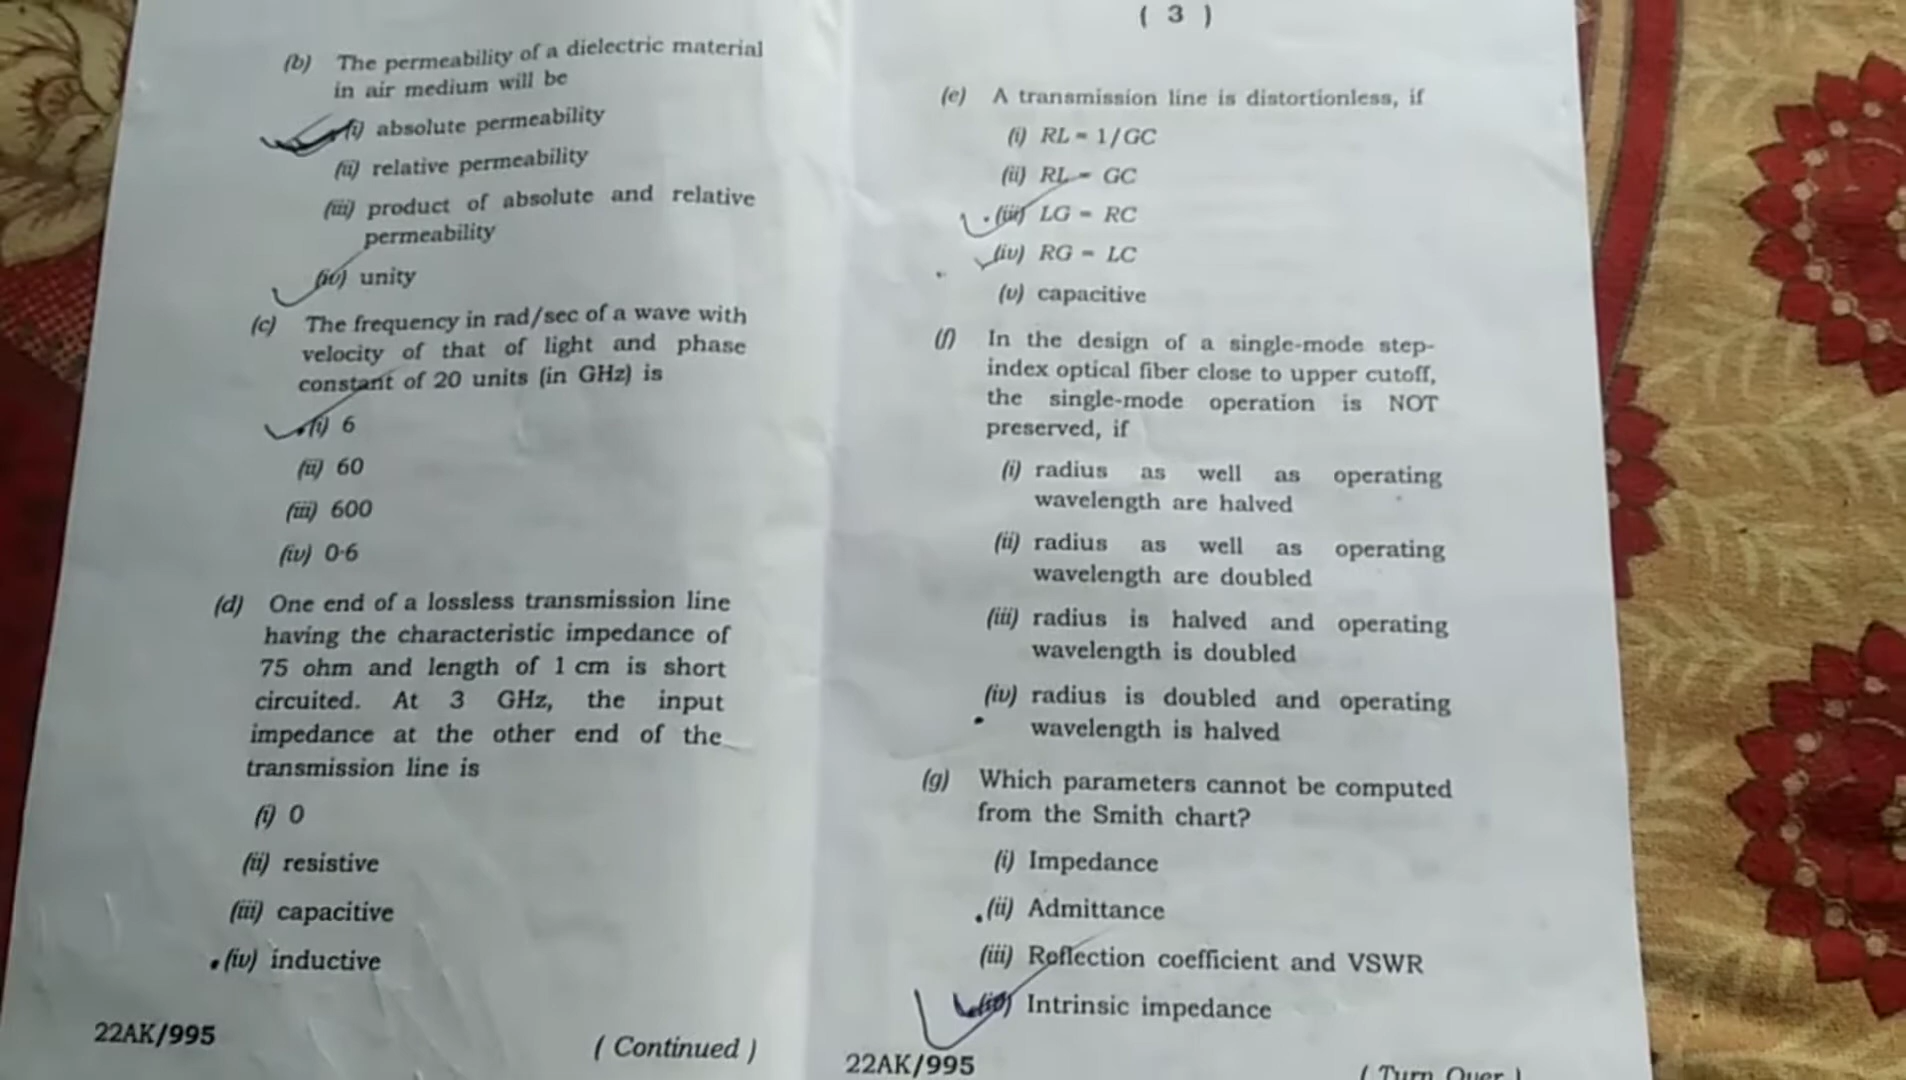 (b) The permeability of a dielectric material
in air medium will be
(i) absolute permeability
(ii) relative permeability
(iii) product of absolute and relative
permeability
(iv) unity
(c) The frequency in rad/sec of a wave with
velocity of that of light and phase
constant of 20 units (in GHz) is
(i) 6
(ii) 60
(iii) 600
(iv) 0·6
(d) One end of a lossless transmission line
having the characteristic impedance of
75 ohm and length of 1 cm is short
circuited. At 3 GHz, the input
impedance at the other end of the
transmission line is
(i) 0
(ii) resistive
(iii) capacitive
(iv) inductive
22AK/995
( Continued )
( 3 )
(e) A transmission line is distortionless, if
(i) RL = 1/GC
(ii) RL = GC
(iii) LG = RC
(iv) RG = LC
(v) capacitive
(f) In the design of a single-mode step-
index optical fiber close to upper cutoff,
the single-mode operation is NOT
preserved, if
(i) radius as well as operating
wavelength are halved
(ii) radius as well as operating
wavelength are doubled
(iii) radius is halved and operating
wavelength is doubled
(iv) radius is doubled and operating
wavelength is halved
(g) Which parameters cannot be computed
from the Smith chart?
(i) Impedance
(ii) Admittance
(iii) Reflection coefficient and VSWR
(iv) Intrinsic impedance
22AK/995
( Turn Over )